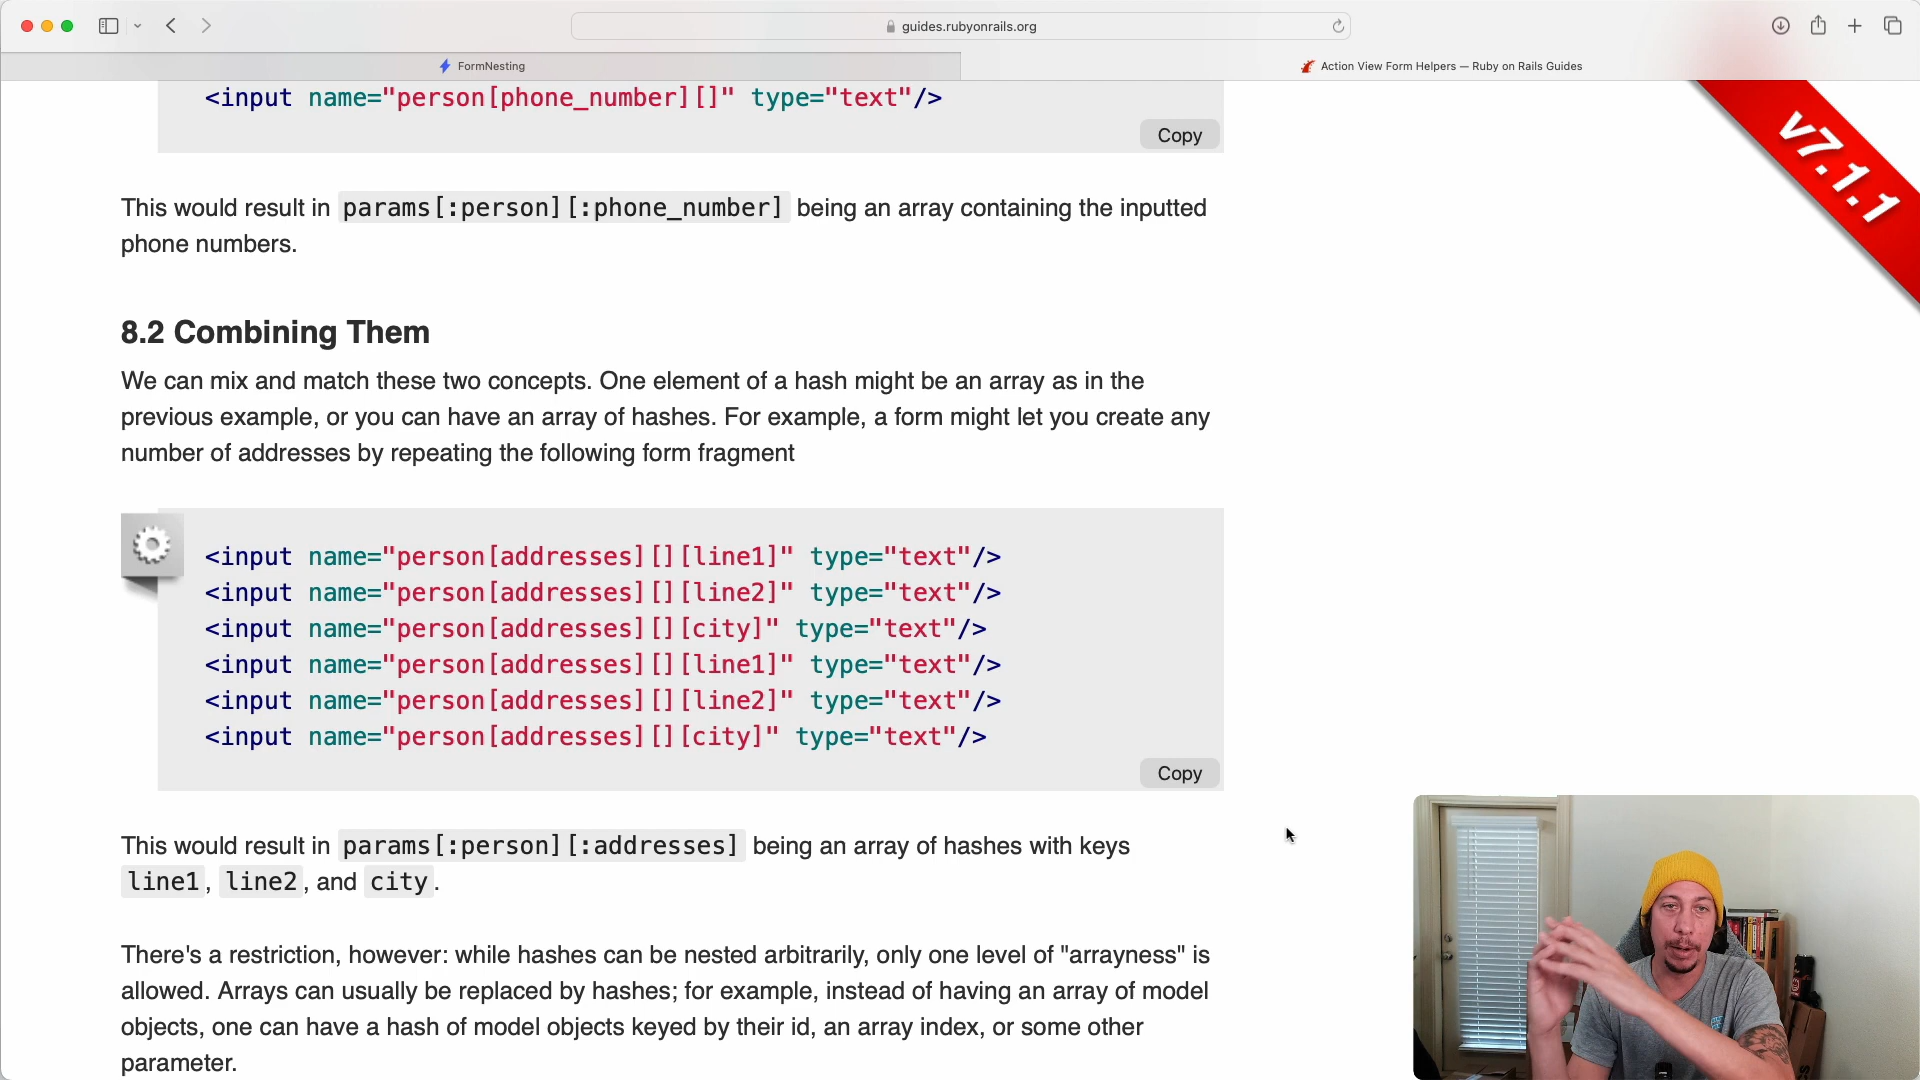 guides.rubyonrails.org
FormNesting
Action View Form Helpers — Ruby on Rails Guides
<input name="person[phone_number][]" type="text"/>
Copy
v7.1.1
This would result in params[:person][:phone_number] being an array containing the inputted
phone numbers.
8.2 Combining Them
We can mix and match these two concepts. One element of a hash might be an array as in the
previous example, or you can have an array of hashes. For example, a form might let you create any
number of addresses by repeating the following form fragment
<input name="person[addresses][][line1]" type="text"/>
<input name="person[addresses][][line2]" type="text"/>
<input name="person[addresses][][city]" type="text"/>
<input name="person[addresses][][line1]" type="text"/>
<input name="person[addresses][][line2]" type="text"/>
<input name="person[addresses][][city]" type="text"/>
Copy
This would result in params[:person][:addresses] being an array of hashes with keys
line1, line2, and city.
There's a restriction, however: while hashes can be nested arbitrarily, only one level of "arrayness" is
allowed. Arrays can usually be replaced by hashes; for example, instead of having an array of model
objects, one can have a hash of model objects keyed by their id, an array index, or some other
parameter.